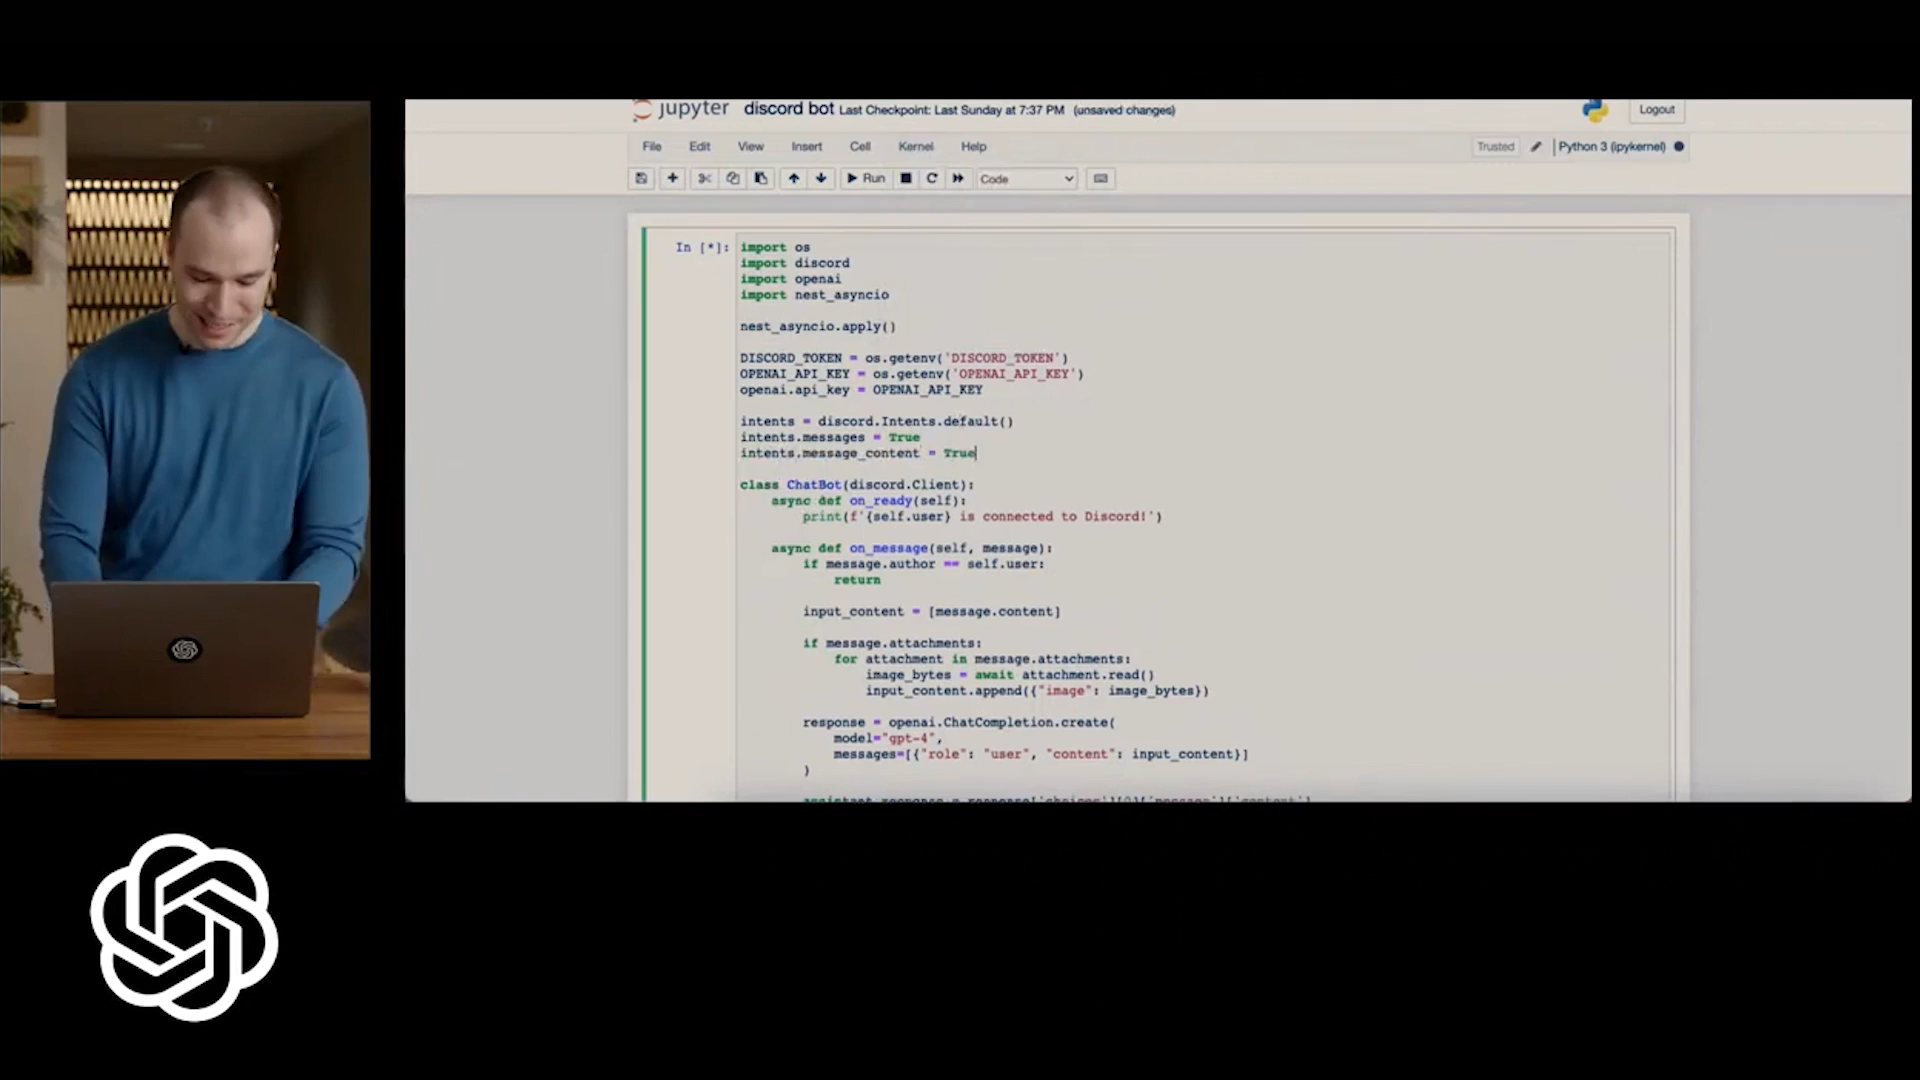 jupyter discord bot Last Checkpoint: Last Sunday at 7:37 PM (unsaved changes)
Logout
File Edit View Insert Cell Kernel Help
Trusted Python 3 (ipykernel)
Run Code
In [*]: import os
import discord
import openai
import nest_asyncio
nest_asyncio.apply()
DISCORD_TOKEN = os.getenv('DISCORD_TOKEN')
OPENAI_API_KEY = os.getenv('OPENAI_API_KEY')
openai.api_key = OPENAI_API_KEY
intents = discord.Intents.default()
intents.messages = True
intents.message_content = True
class ChatBot(discord.Client):
async def on_ready(self):
print(f'{self.user} is connected to Discord!')
async def on_message(self, message):
if message.author == self.user:
return
input_content = [message.content]
if message.attachments:
for attachment in message.attachments:
image_bytes = await attachment.read()
input_content.append({"image": image_bytes})
response = openai.ChatCompletion.create(
model="gpt-4",
messages=[{"role": "user", "content": input_content}]
)